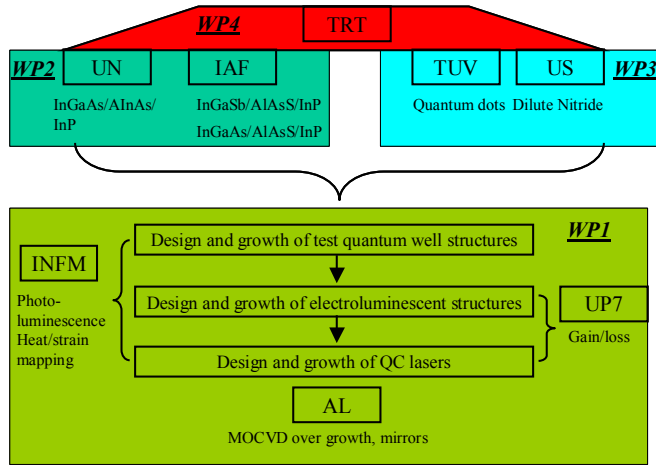 WP4
TRT
WP2
UN
IAF
TUV
US
WP3
InGaAs/AlnAs/
InP
InGaSb/AlAsS/InP
InGaAs/AlAsS/InP
Quantum dots
Dilute Nitride
WP1
Design and growth of test quantum well structures
INFM
Photo-
luminescence
Heat/strain
mapping
Design and growth of electroluminescent structures
UP7
Gain/loss
Design and growth of QC lasers
AL
MOCVD over growth, mirrors